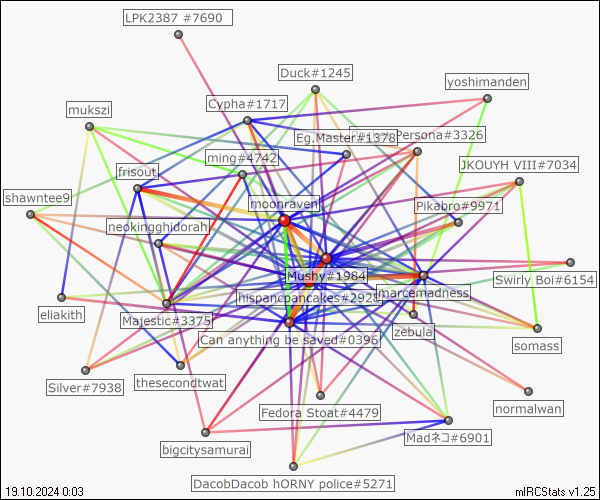 LPK2387 #7690
Duck#1245
yoshimanden
mukszi
Cypha#1717
Persona#3326
Eg.Master#1378
ming#4742
JKOUYH VIII#7034
frisout
shawntee9
moonraven
Pikabro#9971
neokingghidorah
Mushy#1984
Swirly Boi#6154
marcemadness
hispancpancakes#2928
eliakith
Majestic#3375
zebula
somass
Can anything be saved#0396
Silver#7938
thesecondtwat
normalwan
Fedora Stoat#4479
Madネコ#6901
bigcitysamurai
DacobDacob hORNY police#5271
19.10.2024 0:03
mIRCStats v1.25